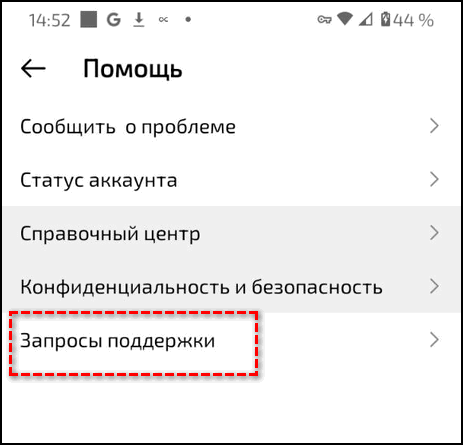 14:52 G 44 %
Помощь
Сообщить о проблеме
Статус аккаунта
Справочный центр
Конфиденциальность и безопасность
Запросы поддержки